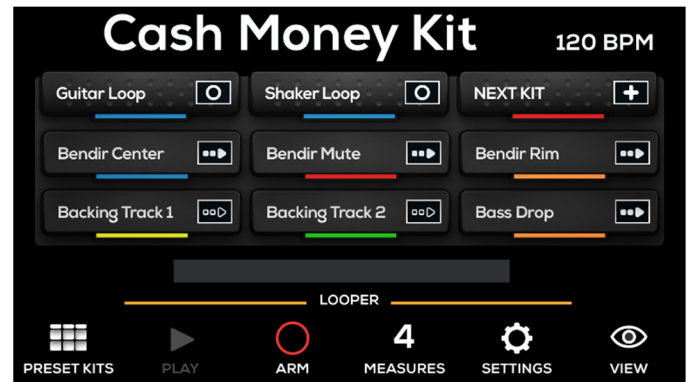 Cash Money Kit
120 BPM
Guitar Loop
Shaker Loop
NEXT KIT
Bendir Center
Bendir Mute
Bendir Rim
Backing Track 1
Backing Track 2
Bass Drop
LOOPER
4
PRESET KITS
PLAY
ARM
MEASURES
SETTINGS
VIEW